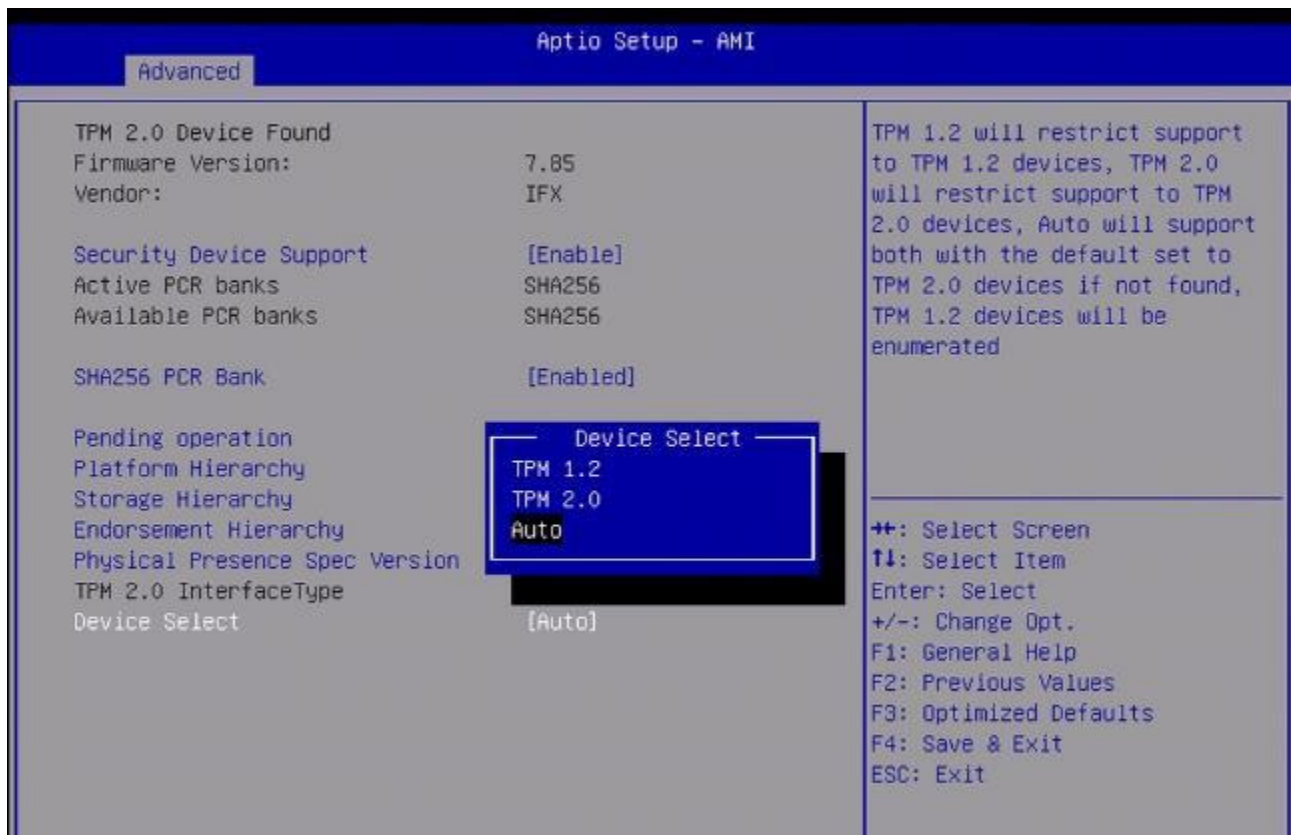 Aptio Setup - AMI
Advanced
TPM 2.0 Device Found
Firmware Version: 7.85
Vendor: IFX
Security Device Support [Enable]
Active PCR banks SHA256
Available PCR banks SHA256
SHA256 PCR Bank [Enabled]
Pending operation
Platform Hierarchy
Storage Hierarchy
Endorsement Hierarchy
Physical Presence Spec Version
TPM 2.0 InterfaceType
Device Select [Auto]
Device Select
TPM 1.2
TPM 2.0
Auto
TPM 1.2 will restrict support
to TPM 1.2 devices, TPM 2.0
will restrict support to TPM
2.0 devices, Auto will support
both with the default set to
TPM 2.0 devices if not found,
TPM 1.2 devices will be
enumerated
→←: Select Screen
↑↓: Select Item
Enter: Select
+/-: Change Opt.
F1: General Help
F2: Previous Values
F3: Optimized Defaults
F4: Save & Exit
ESC: Exit